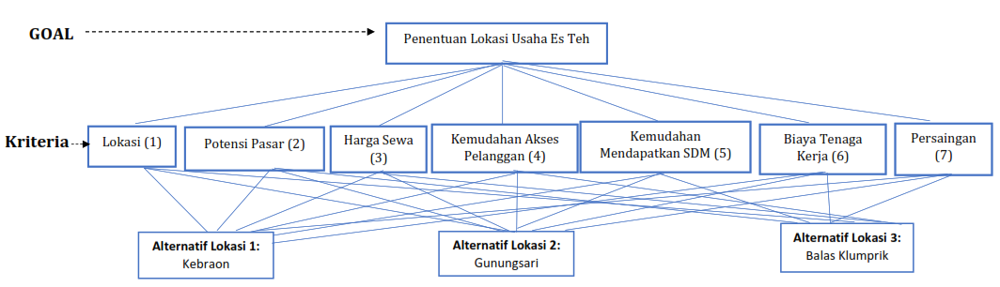 GOAL
Penentuan Lokasi Usaha Es Teh
Kriteria
Lokasi (1)
Potensi Pasar (2)
Harga Sewa
(3)
Kemudahan Akses
Pelanggan (4)
Kemudahan
Mendapatkan SDM (5)
Biaya Tenaga
Kerja (6)
Persaingan
(7)
Alternatif Lokasi 1:
Kebraon
Alternatif Lokasi 2:
Gunungsari
Alternatif Lokasi 3:
Balas Klumprik